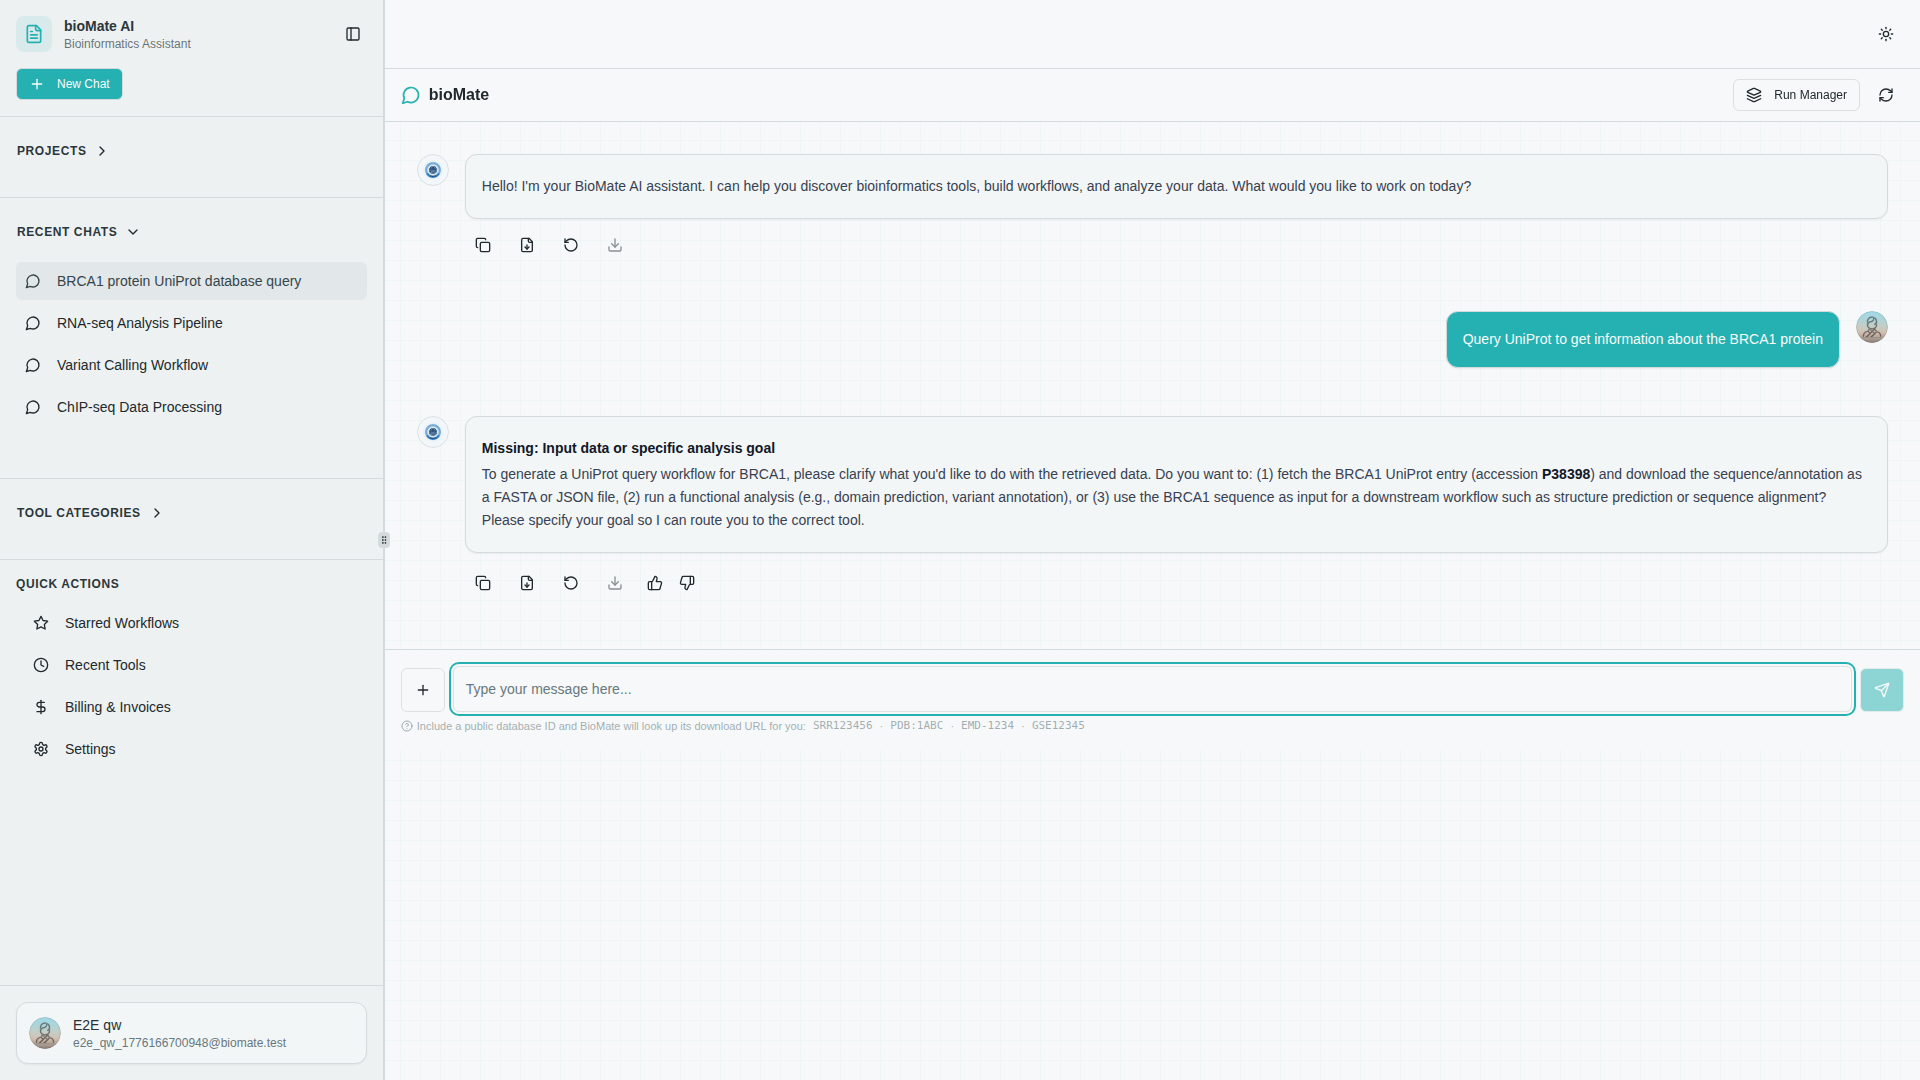 bioMate AI
Bioinformatics Assistant
New Chat
PROJECTS
RECENT CHATS
BRCA1 protein UniProt database query
RNA-seq Analysis Pipeline
Variant Calling Workflow
ChIP-seq Data Processing
TOOL CATEGORIES
QUICK ACTIONS
Starred Workflows
Recent Tools
Billing & Invoices
Settings
E2E qw
e2e_qw_1776166700948@biomate.test
bioMate
Run Manager
Hello! I'm your BioMate AI assistant. I can help you discover bioinformatics tools, build workflows, and analyze your data. What would you like to work on today?
Query UniProt to get information about the BRCA1 protein
Missing: Input data or specific analysis goal
To generate a UniProt query workflow for BRCA1, please clarify what you'd like to do with the retrieved data. Do you want to: (1) fetch the BRCA1 UniProt entry (accession P38398) and download the sequence/annotation as
a FASTA or JSON file, (2) run a functional analysis (e.g., domain prediction, variant annotation), or (3) use the BRCA1 sequence as input for a downstream workflow such as structure prediction or sequence alignment?
Please specify your goal so I can route you to the correct tool.
Type your message here...
Include a public database ID and BioMate will look up its download URL for you: SRR123456 · PDB:1ABC · EMD-1234 · GSE12345